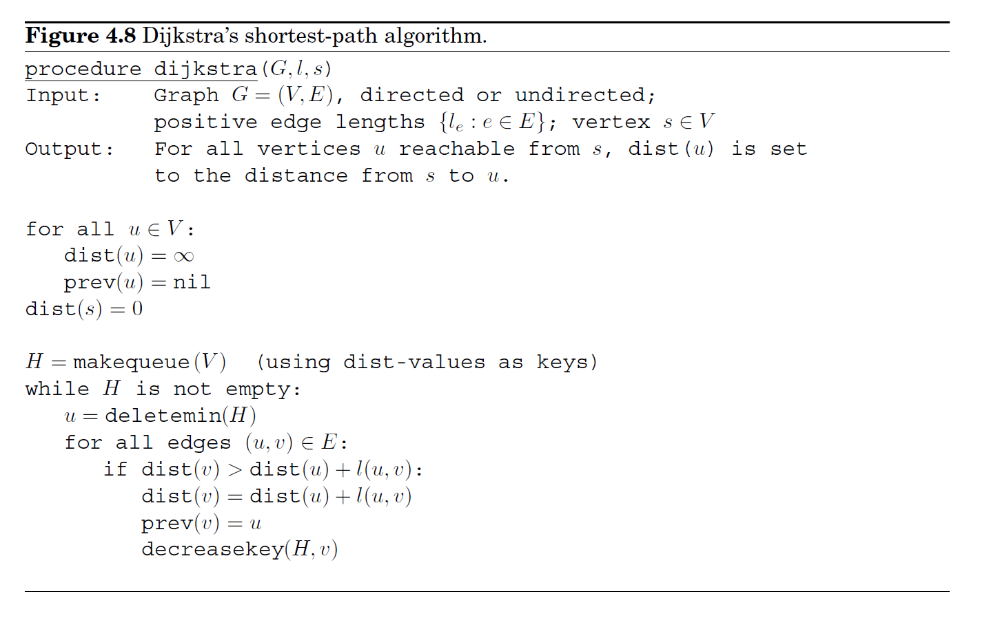 Figure 4.8 Dijkstra's shortest-path algorithm.
procedure dijkstra(G, l, s)
Input: Graph G = (V, E), directed or undirected;
positive edge lengths {lₑ : e ∈ E}; vertex s ∈ V
Output: For all vertices u reachable from s, dist(u) is set
to the distance from s to u.
for all u ∈ V:
dist(u) = ∞
prev(u) = nil
dist(s) = 0
H = makequeue(V) (using dist-values as keys)
while H is not empty:
u = deletemin(H)
for all edges (u, v) ∈ E:
if dist(v) > dist(u) + l(u, v):
dist(v) = dist(u) + l(u, v)
prev(v) = u
decreasekey(H, v)